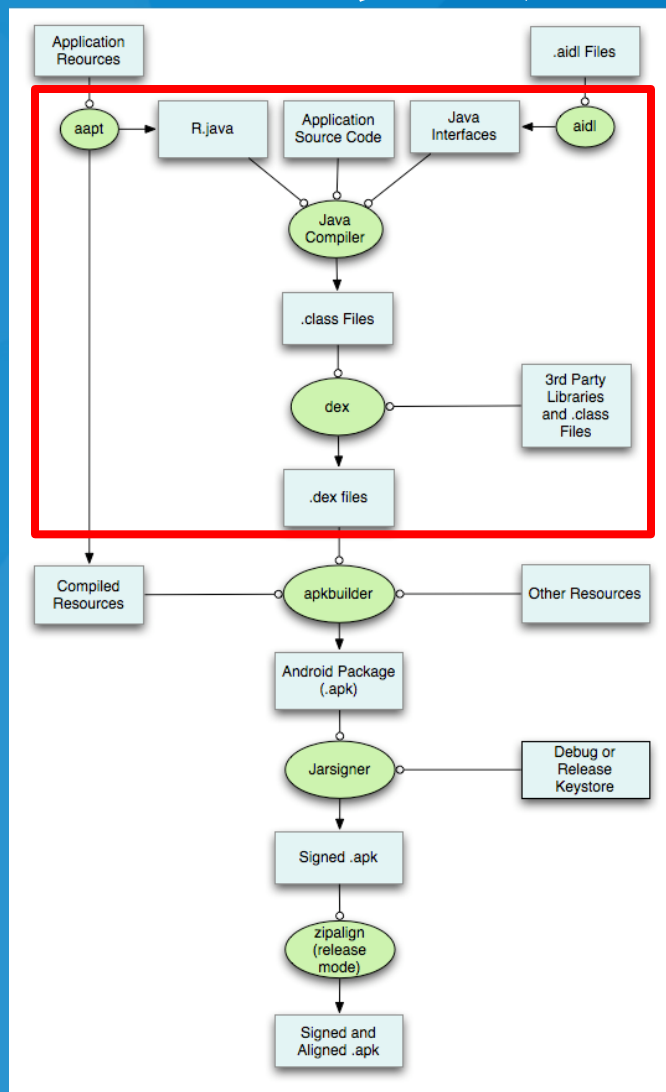 Application
Reources
.aidl Files
aapt
R.java
Application
Source Code
Java
Interfaces
aidl
Java
Compiler
.class Files
dex
3rd Party
Libraries
and .class
Files
.dex files
Compiled
Resources
apkbuilder
Other Resources
Android Package
(.apk)
Jarsigner
Debug or
Release
Keystore
Signed .apk
zipalign
(release
mode)
Signed and
Aligned .apk